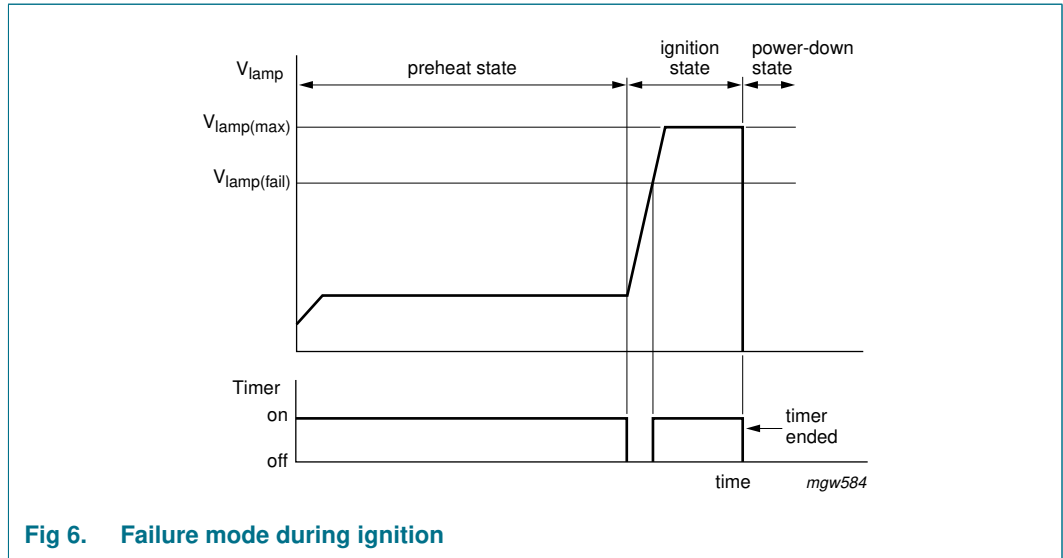 V_lamp
preheat state
ignition
state
power-down
state
V_lamp(max)
V_lamp(fail)
Timer
on
off
timer
ended
time
mgw584
Fig 6. Failure mode during ignition